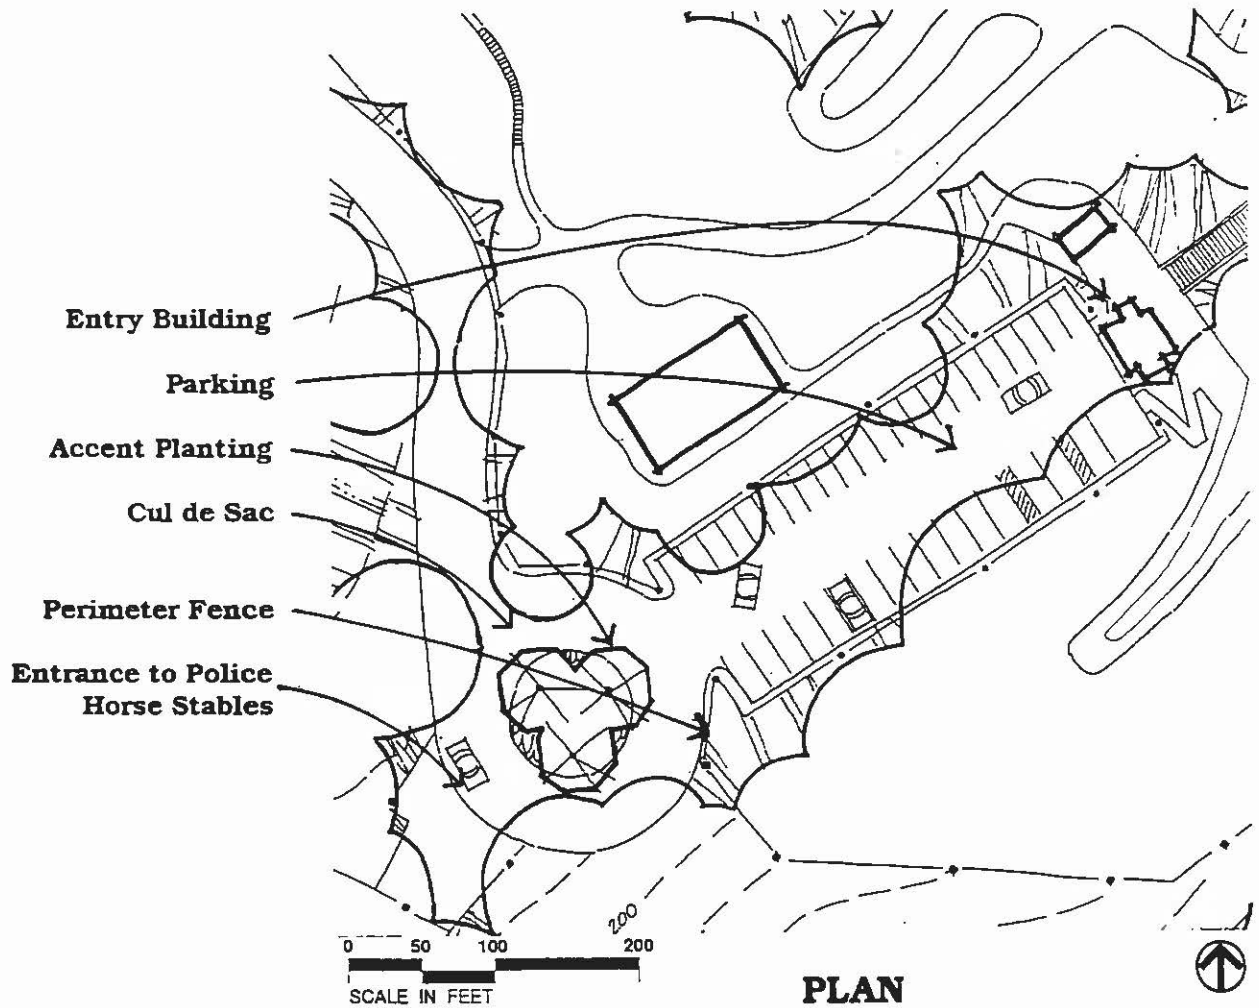 Entry Building
Parking
Accent Planting
Cul de Sac
Perimeter Fence
Entrance to Police
Horse Stables
200
0 50 100 200
SCALE IN FEET
PLAN